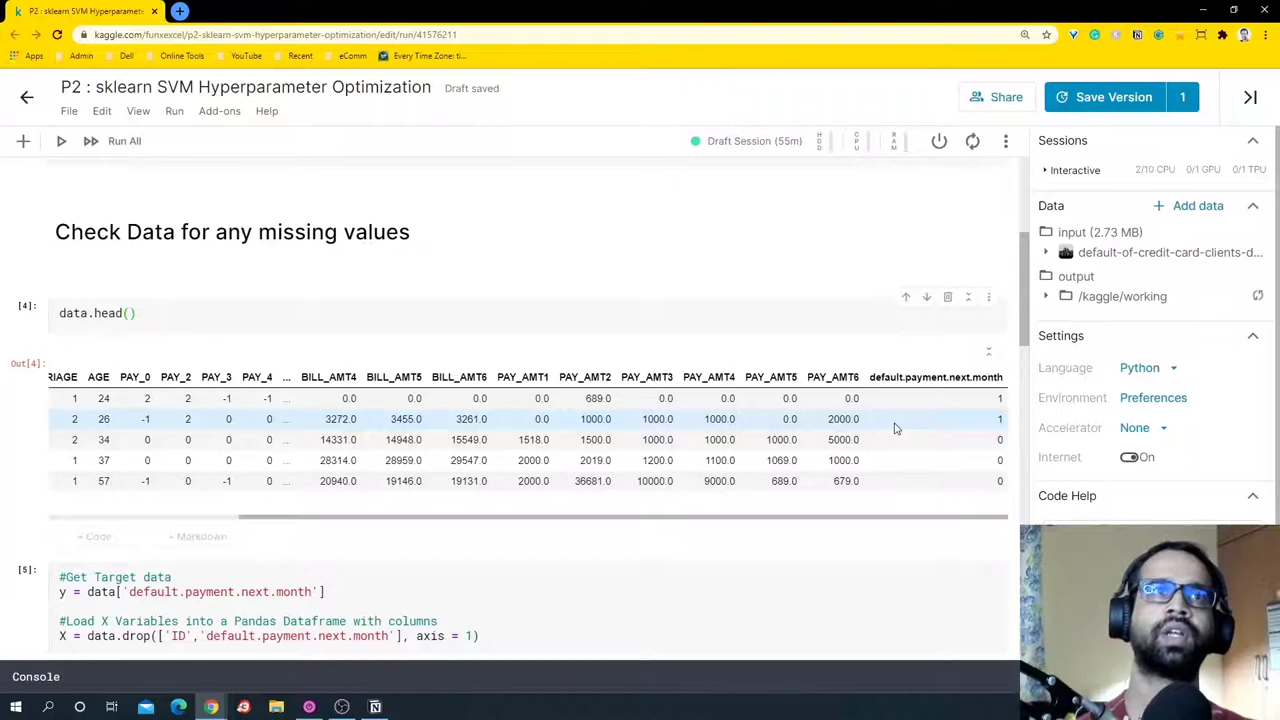 P2 : sklearn SVM Hyperparameter
kaggle.com/funxexcel/p2-sklearn-svm-hyperparameter-optimization/edit/run/41576211
Apps Admin Dell Online Tools YouTube Recent eComm Every Time Zone: ti...
P2 : sklearn SVM Hyperparameter Optimization Draft saved
Share Save Version 1
File Edit View Run Add-ons Help
Run All Draft Session (55m) HDD CPU RAM
Sessions
Interactive 2/10 CPU 0/1 GPU 0/1 TPU
Data + Add data
input (2.73 MB)
default-of-credit-card-clients-d...
output
/kaggle/working
Settings
Language Python
Environment Preferences
Accelerator None
Internet On
Code Help
Check Data for any missing values
[4]: data.head()
Out[4]:
RIAGE AGE PAY_0 PAY_2 PAY_3 PAY_4 ... BILL_AMT4 BILL_AMT5 BILL_AMT6 PAY_AMT1 PAY_AMT2 PAY_AMT3 PAY_AMT4 PAY_AMT5 PAY_AMT6 default.payment.next.month
1 24 2 2 -1 -1 ... 0.0 0.0 0.0 0.0 689.0 0.0 0.0 0.0 0.0 1
2 26 -1 2 0 0 ... 3272.0 3455.0 3261.0 0.0 1000.0 1000.0 1000.0 0.0 2000.0 1
2 34 0 0 0 0 ... 14331.0 14948.0 15549.0 1518.0 1500.0 1000.0 1000.0 1000.0 5000.0 0
1 37 0 0 0 0 ... 28314.0 28959.0 29547.0 2000.0 2019.0 1200.0 1100.0 1069.0 1000.0 0
1 57 -1 0 -1 0 ... 20940.0 19146.0 19131.0 2000.0 36681.0 10000.0 9000.0 689.0 679.0 0
+ Code + Markdown
[5]: #Get Target data
y = data['default.payment.next.month']
#Load X Variables into a Pandas Dataframe with columns
X = data.drop(['ID','default.payment.next.month'], axis = 1)
Console